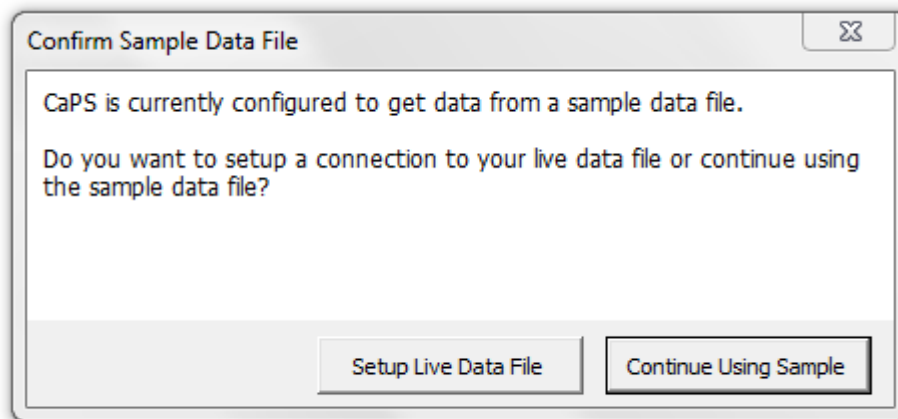 Confirm Sample Data File
CaPS is currently configured to get data from a sample data file.
Do you want to setup a connection to your live data file or continue using
the sample data file?
Setup Live Data File
Continue Using Sample